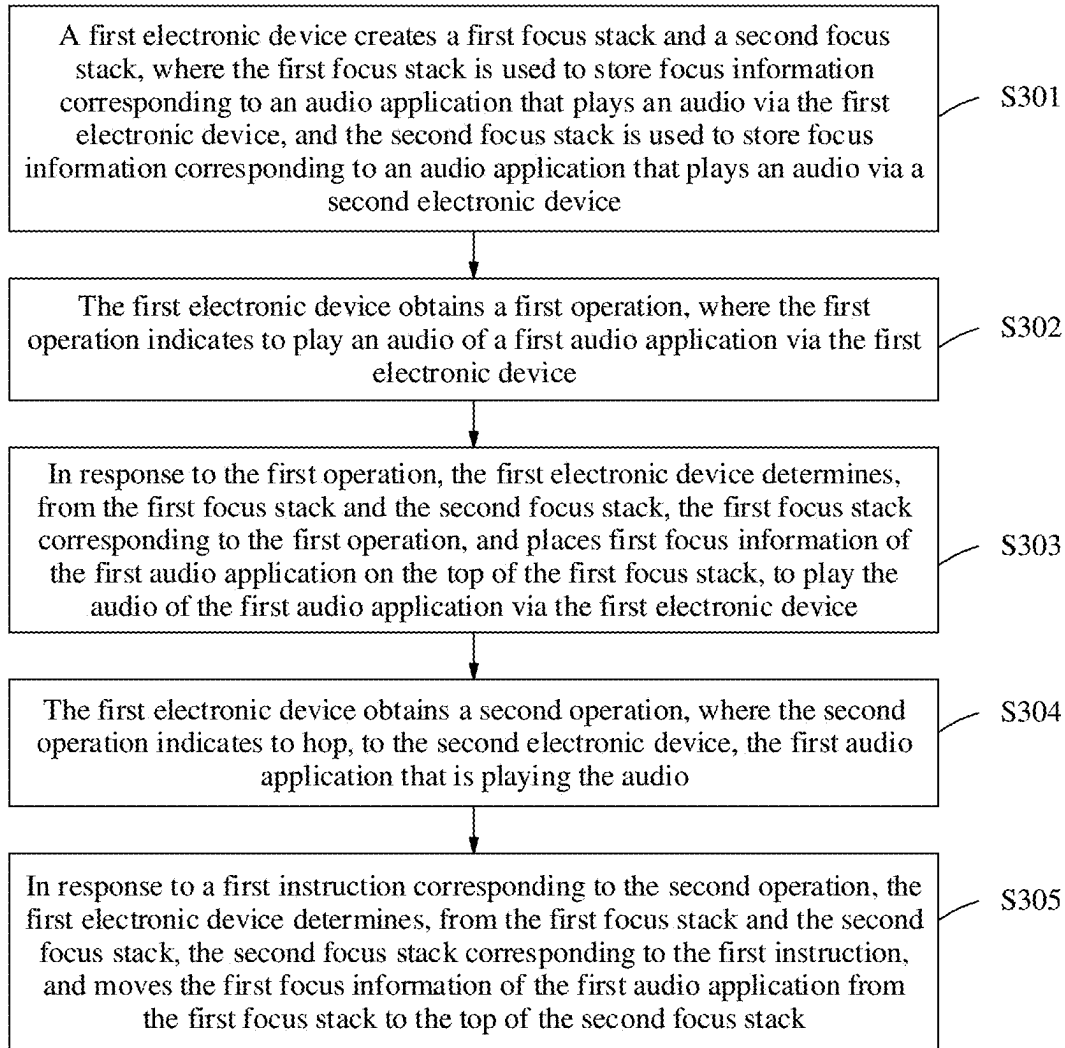 A first electronic device creates a first focus stack and a second focus
stack, where the first focus stack is used to store focus information
corresponding to an audio application that plays an audio via the first
electronic device, and the second focus stack is used to store focus
information corresponding to an audio application that plays an audio via a
second electronic device
S301
The first electronic device obtains a first operation, where the first
operation indicates to play an audio of a first audio application via the first
electronic device
S302
In response to the first operation, the first electronic device determines,
from the first focus stack and the second focus stack, the first focus stack
corresponding to the first operation, and places first focus information of
the first audio application on the top of the first focus stack, to play the
audio of the first audio application via the first electronic device
S303
The first electronic device obtains a second operation, where the second
operation indicates to hop, to the second electronic device, the first audio
application that is playing the audio
S304
In response to a first instruction corresponding to the second operation, the
first electronic device determines, from the first focus stack and the second
focus stack, the second focus stack corresponding to the first instruction,
and moves the first focus information of the first audio application from
the first focus stack to the top of the second focus stack
S305